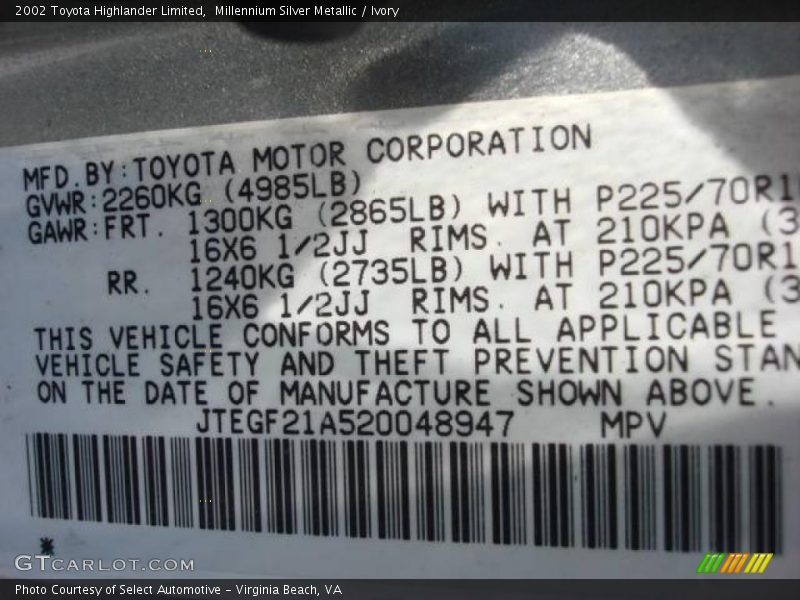 2002 Toyota Highlander Limited,  Millennium Silver Metallic / Ivory
MFD.BY:TOYOTA MOTOR CORPORATION
GVWR:2260KG (4985LB)
GAWR:FRT. 1300KG (2865LB) WITH P225/70R1
16X6 1/2JJ RIMS. AT 210KPA (3
RR. 1240KG (2735LB) WITH P225/70R1
16X6 1/2JJ RIMS. AT 210KPA (3
THIS VEHICLE CONFORMS TO ALL APPLICABLE
VEHICLE SAFETY AND THEFT PREVENTION STAN
ON THE DATE OF MANUFACTURE SHOWN ABOVE.
JTEGF21A520048947 MPV
GTCARLOT.COM
Photo Courtesy of Select Automotive - Virginia Beach, VA